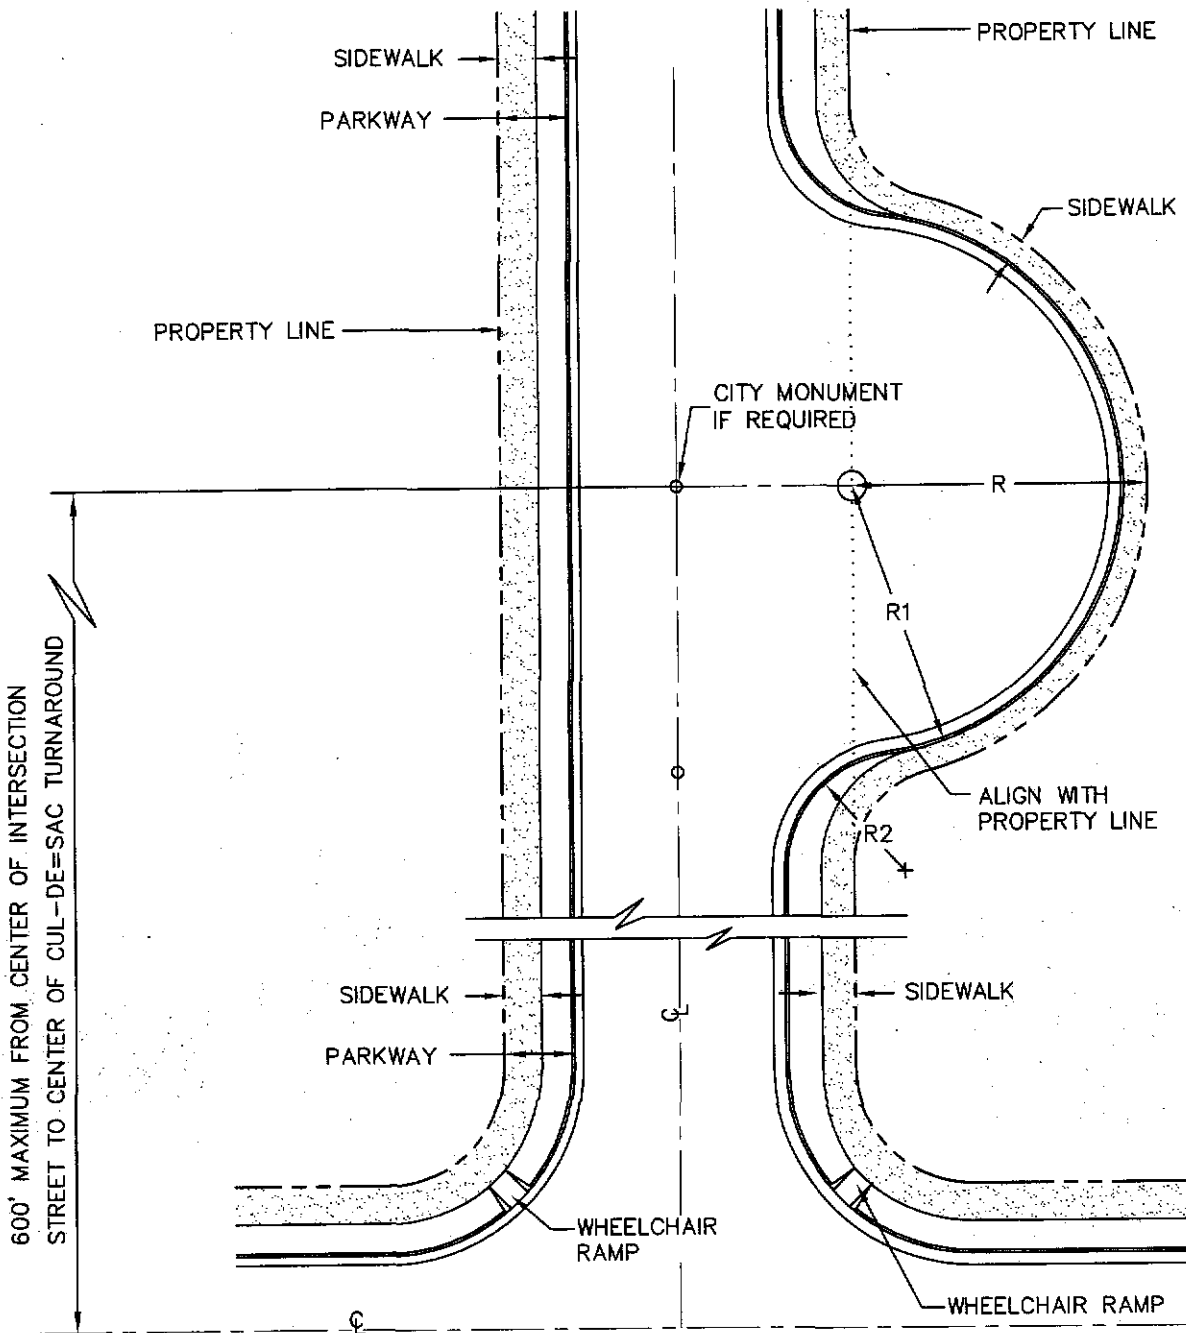 PROPERTY LINE
SIDEWALK
PARKWAY
SIDEWALK
PROPERTY LINE
CITY MONUMENT
IF REQUIRED
R
R1
ALIGN WITH
PROPERTY LINE
R2
600' MAXIMUM FROM CENTER OF INTERSECTION
STREET TO CENTER OF CUL-DE=SAC TURNAROUND
SIDEWALK
SIDEWALK
CL
PARKWAY
WHEELCHAIR
RAMP
WHEELCHAIR RAMP
CL